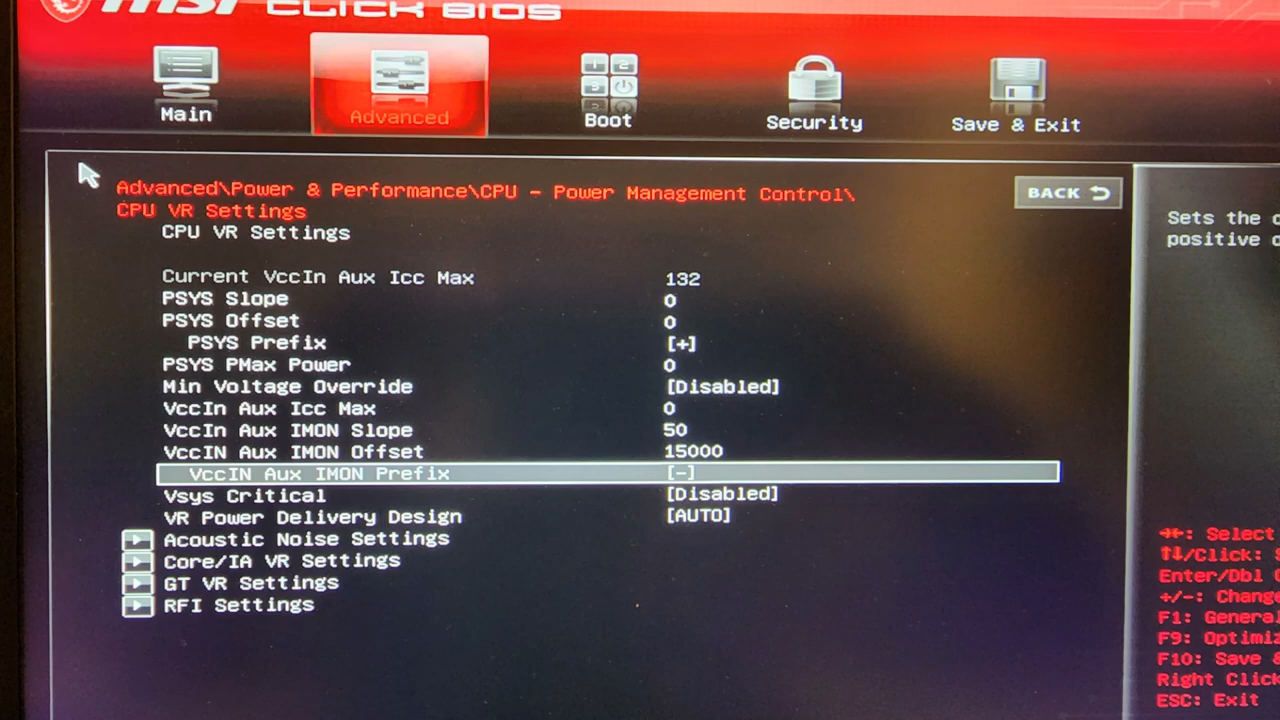 msi CLICK BIOS
Main
Advanced
Boot
Security
Save & Exit
Advanced\Power & Performance\CPU - Power Management Control\
CPU VR Settings
BACK
CPU VR Settings
Current VccIn Aux Icc Max 132
PSYS Slope 0
PSYS Offset 0
PSYS Prefix [+]
PSYS PMax Power 0
Min Voltage Override [Disabled]
VccIn Aux Icc Max 0
VccIn Aux IMON Slope 50
VccIN Aux IMON Offset 15000
VccIN Aux IMON Prefix [-]
Vsys Critical [Disabled]
VR Power Delivery Design [AUTO]
Acoustic Noise Settings
Core/IA VR Settings
GT VR Settings
RFI Settings
Sets the
positive
→←: Select
↑↓/Click:
Enter/Dbl
+/-: Change
F1: General
F9:
F10: Save &
Right Click
ESC: Exit